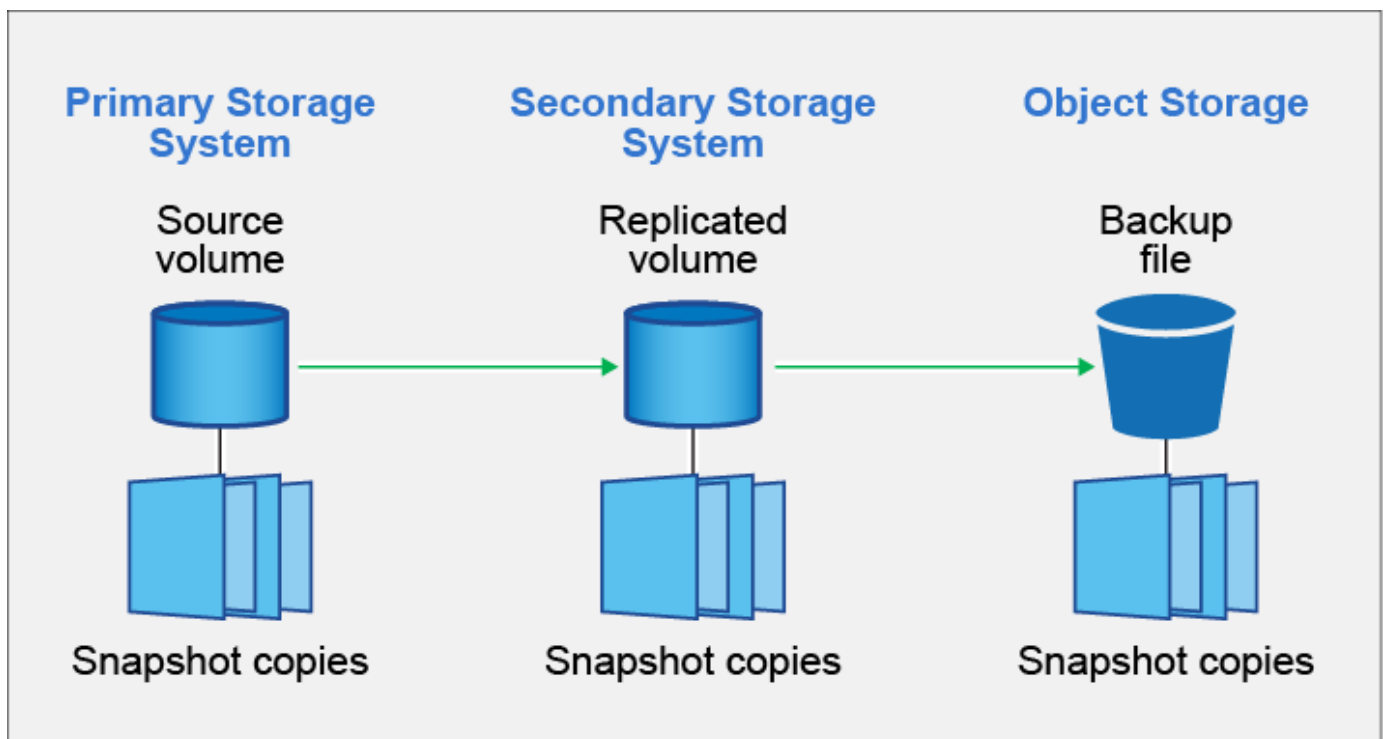 Primary Storage
System
Secondary Storage
System
Object Storage
Source
volume
Replicated
volume
Backup
file
Snapshot copies
Snapshot copies
Snapshot copies